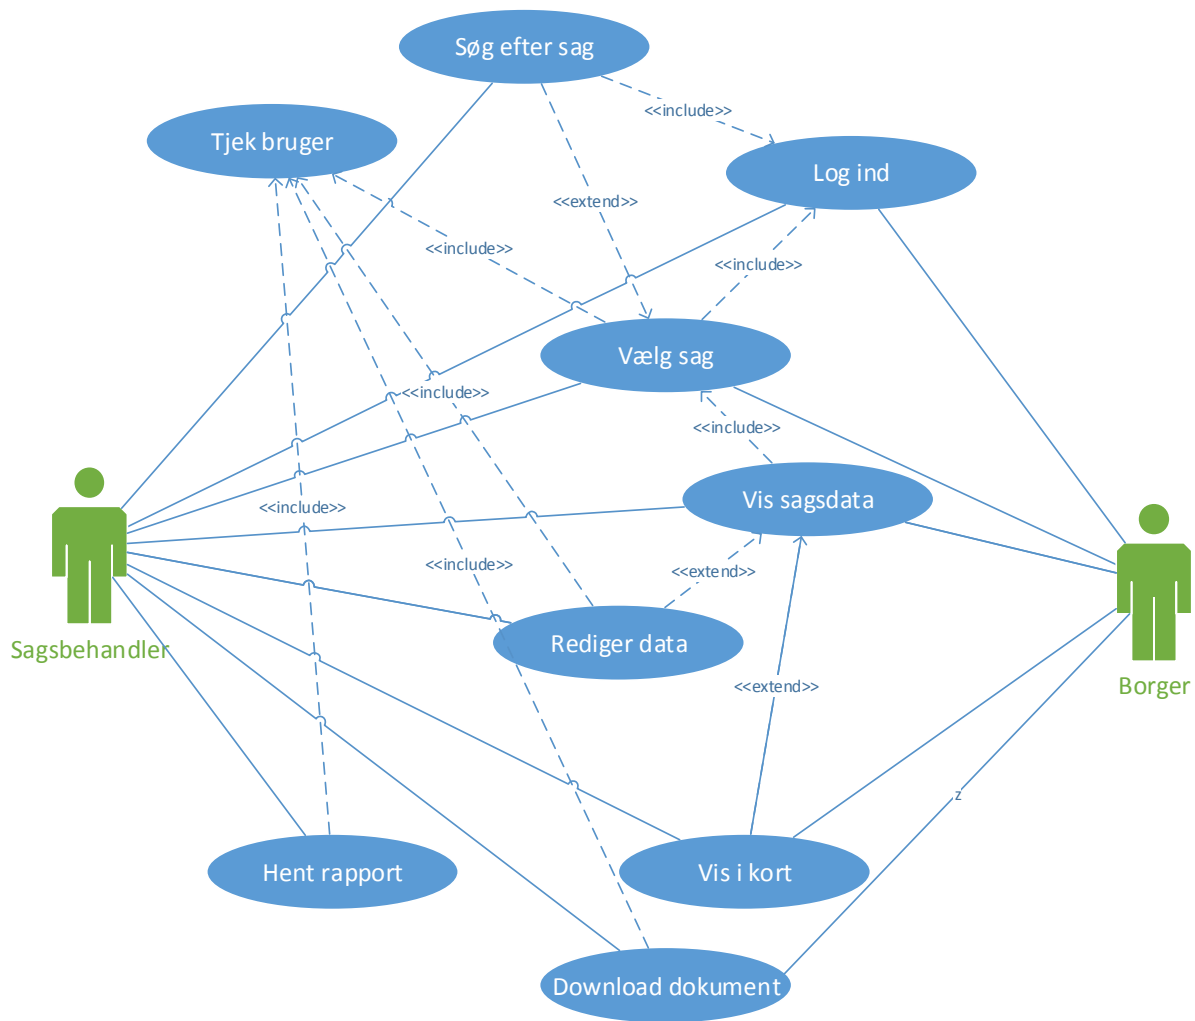 Søg efter sag
<<include>>
Tjek bruger
Log ind
<<extend>>
<<include>>
<<include>>
Vælg sag
<<include>>
<<include>>
Vis sagsdata
<<include>>
<<include>>
<<extend>>
Rediger data
Sagsbehandler
<<extend>>
Borger
z
Hent rapport
Vis i kort
Download dokument